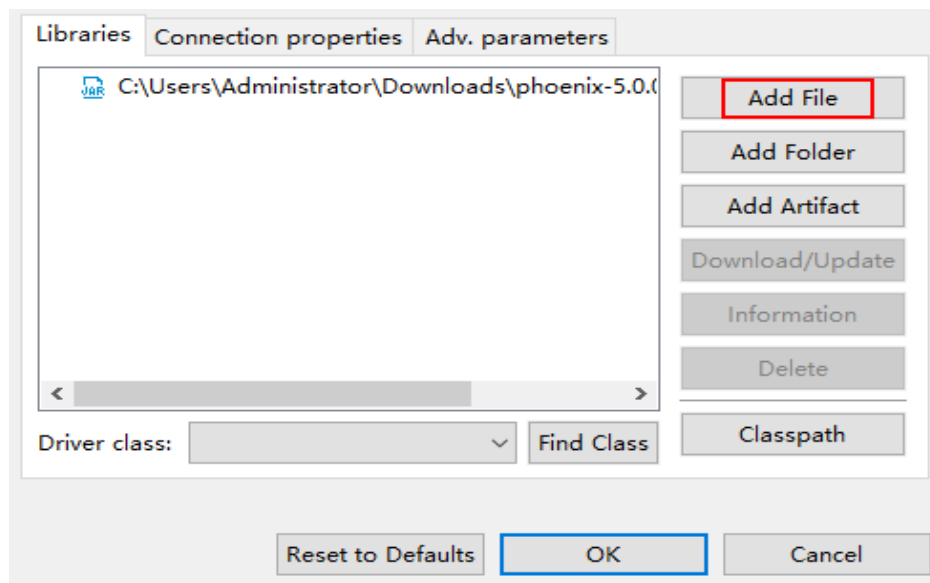 Libraries Connection properties Adv. parameters
JAR C:\Users\Administrator\Downloads\phoenix-5.0.(
Add File
Add Folder
Add Artifact
Download/Update
Information
Delete
Classpath
Driver class: Find Class
Reset to Defaults OK Cancel